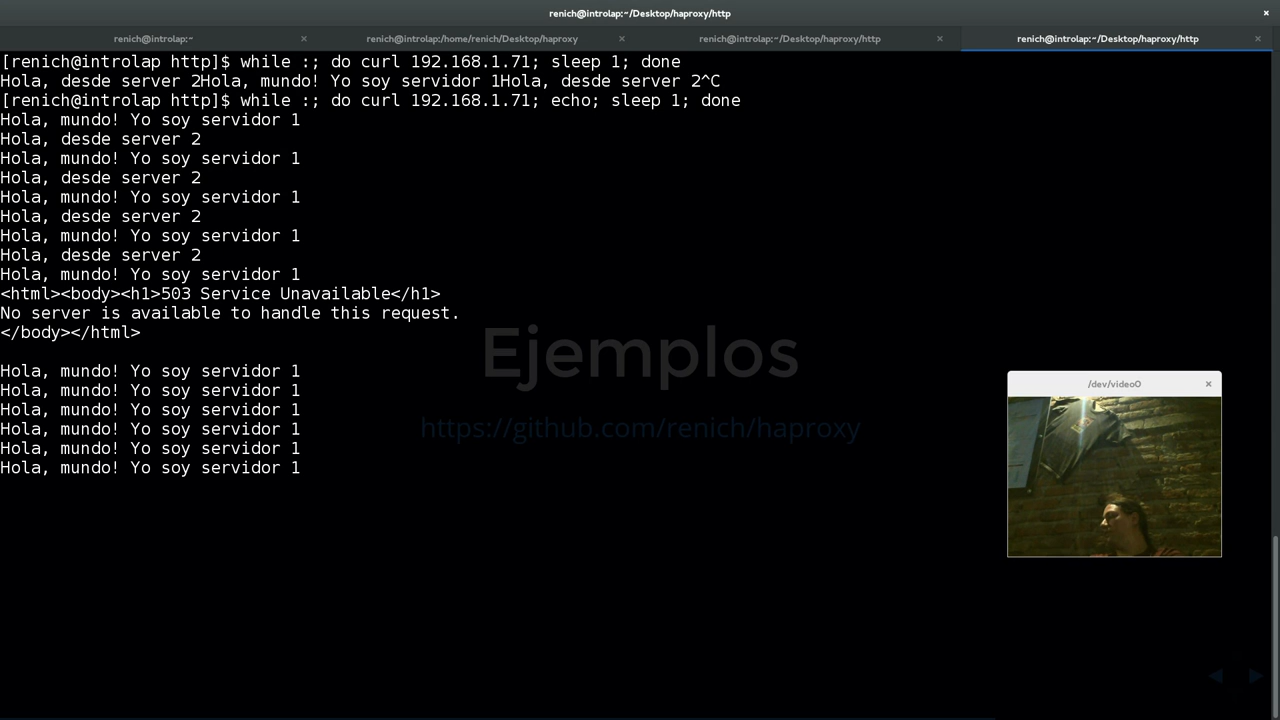 renich@introlap:~/Desktop/haproxy/http
renich@introlap:~
renich@introlap:/home/renich/Desktop/haproxy
renich@introlap:~/Desktop/haproxy/http
renich@introlap:~/Desktop/haproxy/http
[renich@introlap http]$ while :; do curl 192.168.1.71; sleep 1; done
Hola, desde server 2Hola, mundo! Yo soy servidor 1Hola, desde server 2^C
[renich@introlap http]$ while :; do curl 192.168.1.71; echo; sleep 1; done
Hola, mundo! Yo soy servidor 1
Hola, desde server 2
Hola, mundo! Yo soy servidor 1
Hola, desde server 2
Hola, mundo! Yo soy servidor 1
Hola, desde server 2
Hola, mundo! Yo soy servidor 1
Hola, desde server 2
Hola, mundo! Yo soy servidor 1
<html><body><h1>503 Service Unavailable</h1>
No server is available to handle this request.
</body></html>
Hola, mundo! Yo soy servidor 1
Hola, mundo! Yo soy servidor 1
Hola, mundo! Yo soy servidor 1
Hola, mundo! Yo soy servidor 1
Hola, mundo! Yo soy servidor 1
Hola, mundo! Yo soy servidor 1
Ejemplos
https://github.com/renich/haproxy
/dev/video0